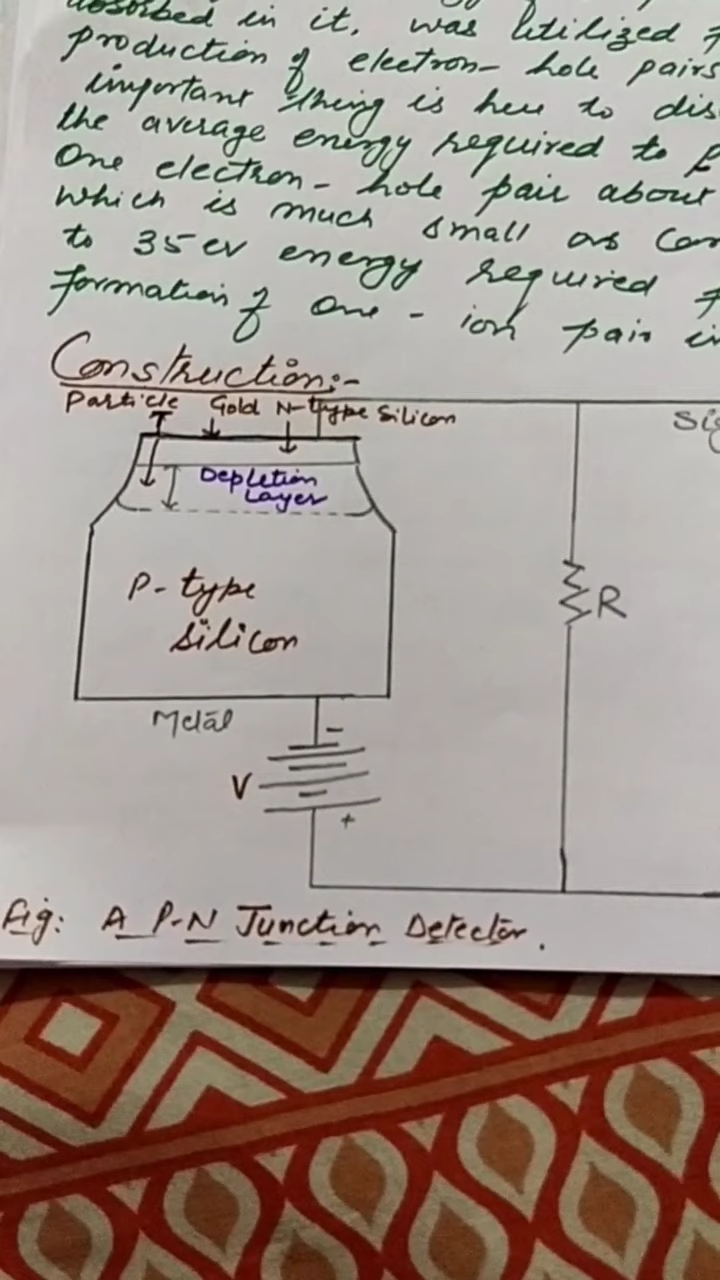 absorbed in it, was Utilized
production of electron- hole pairs
important thing is here to
the average energy required to
One electron - hole pair about
which is much small as
to 35 ev energy required
formation of one - ion pair
Construction:-
Particle Gold N-type Silicon
Sig
Depletion
Layer
P- type
Silicon
R
Metal
-
V
+
Fig: A P-N Junction Detector.